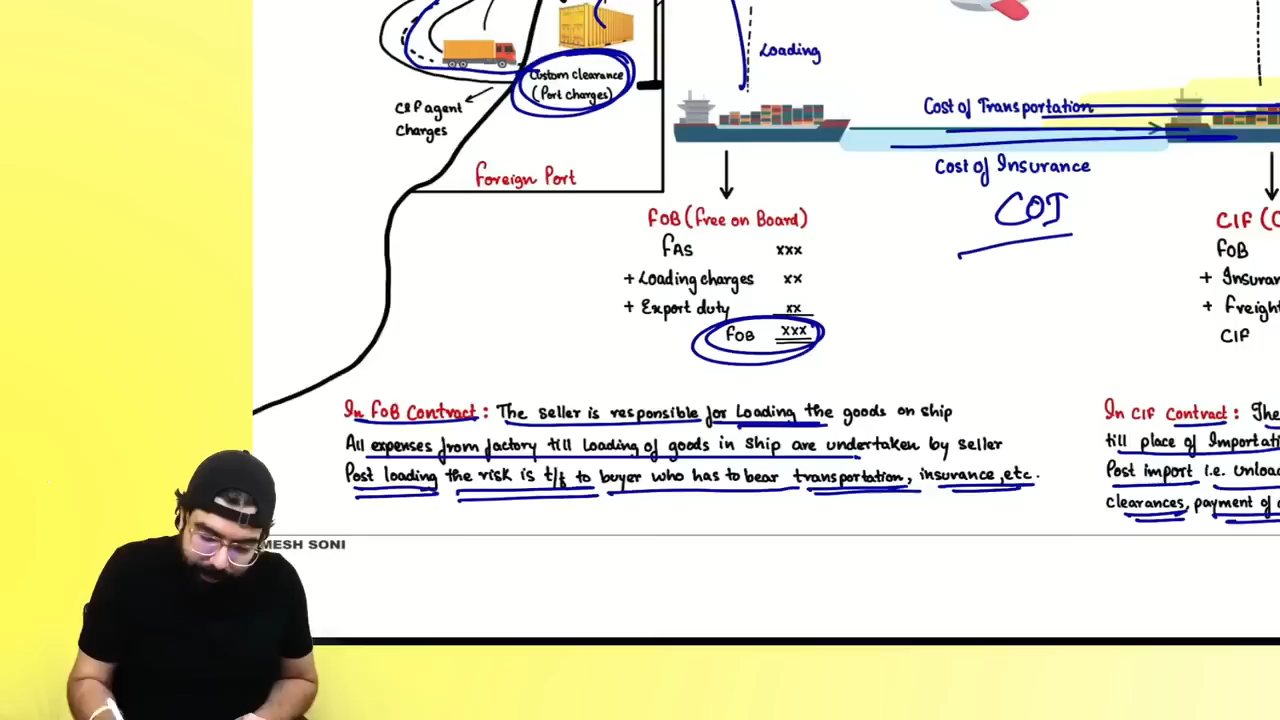 Loading
Custom clearance
(Port charges)
Cost of Transportation
Charges
Cost of Insurance
Foreign Port
COT
FOB (Free on Board)
FAS xxx
+ Loading charges xx
+ Export duty xx
FOB xxx
CIF (C
FOB
+ Insuran
+ Freight
CIF
In FOB Contract : The seller is responsible for Loading the goods on ship
All expenses from factory till Loading of goods in ship are undertaken by seller
Post loading the risk is t/f to buyer who has to bear transportation, insurance, etc.
In CIF Contract : The
till place of Importati
Post import i.e. unloa
clearances, payment of
MESH SONI